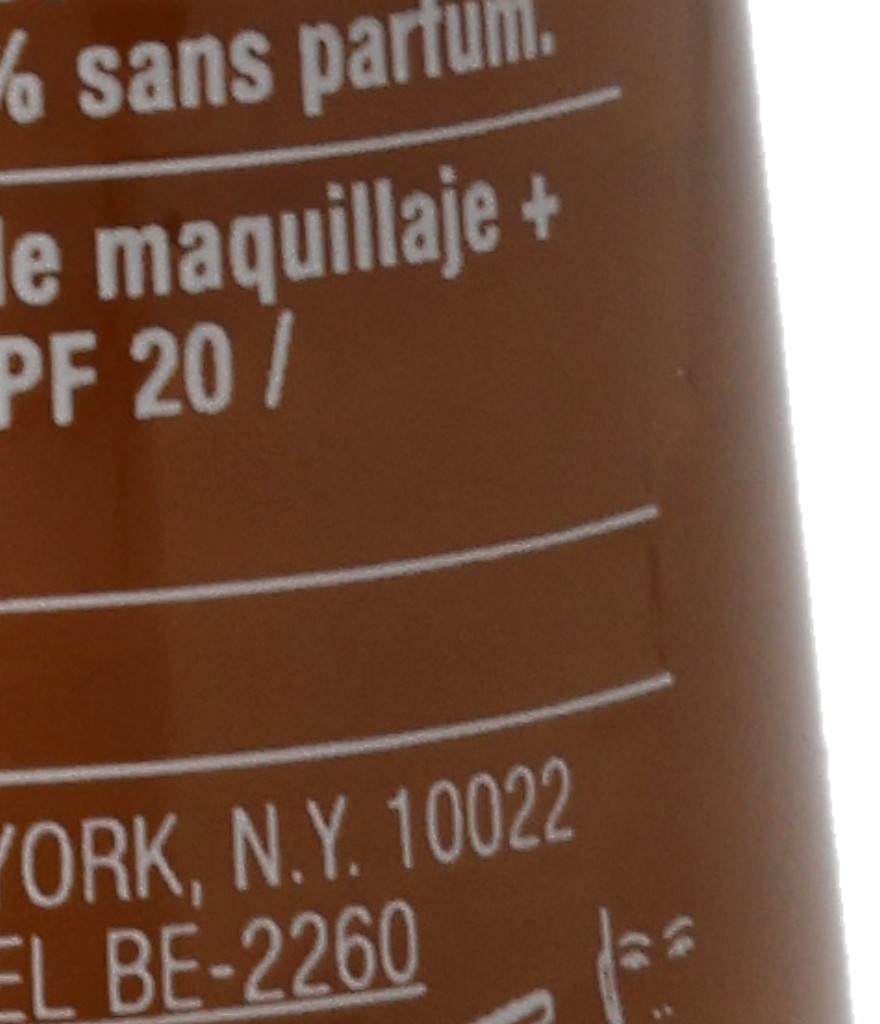 % sans parfum.
le maquillaje +
PF 20 /
YORK, N.Y. 10022
EL BE-2260